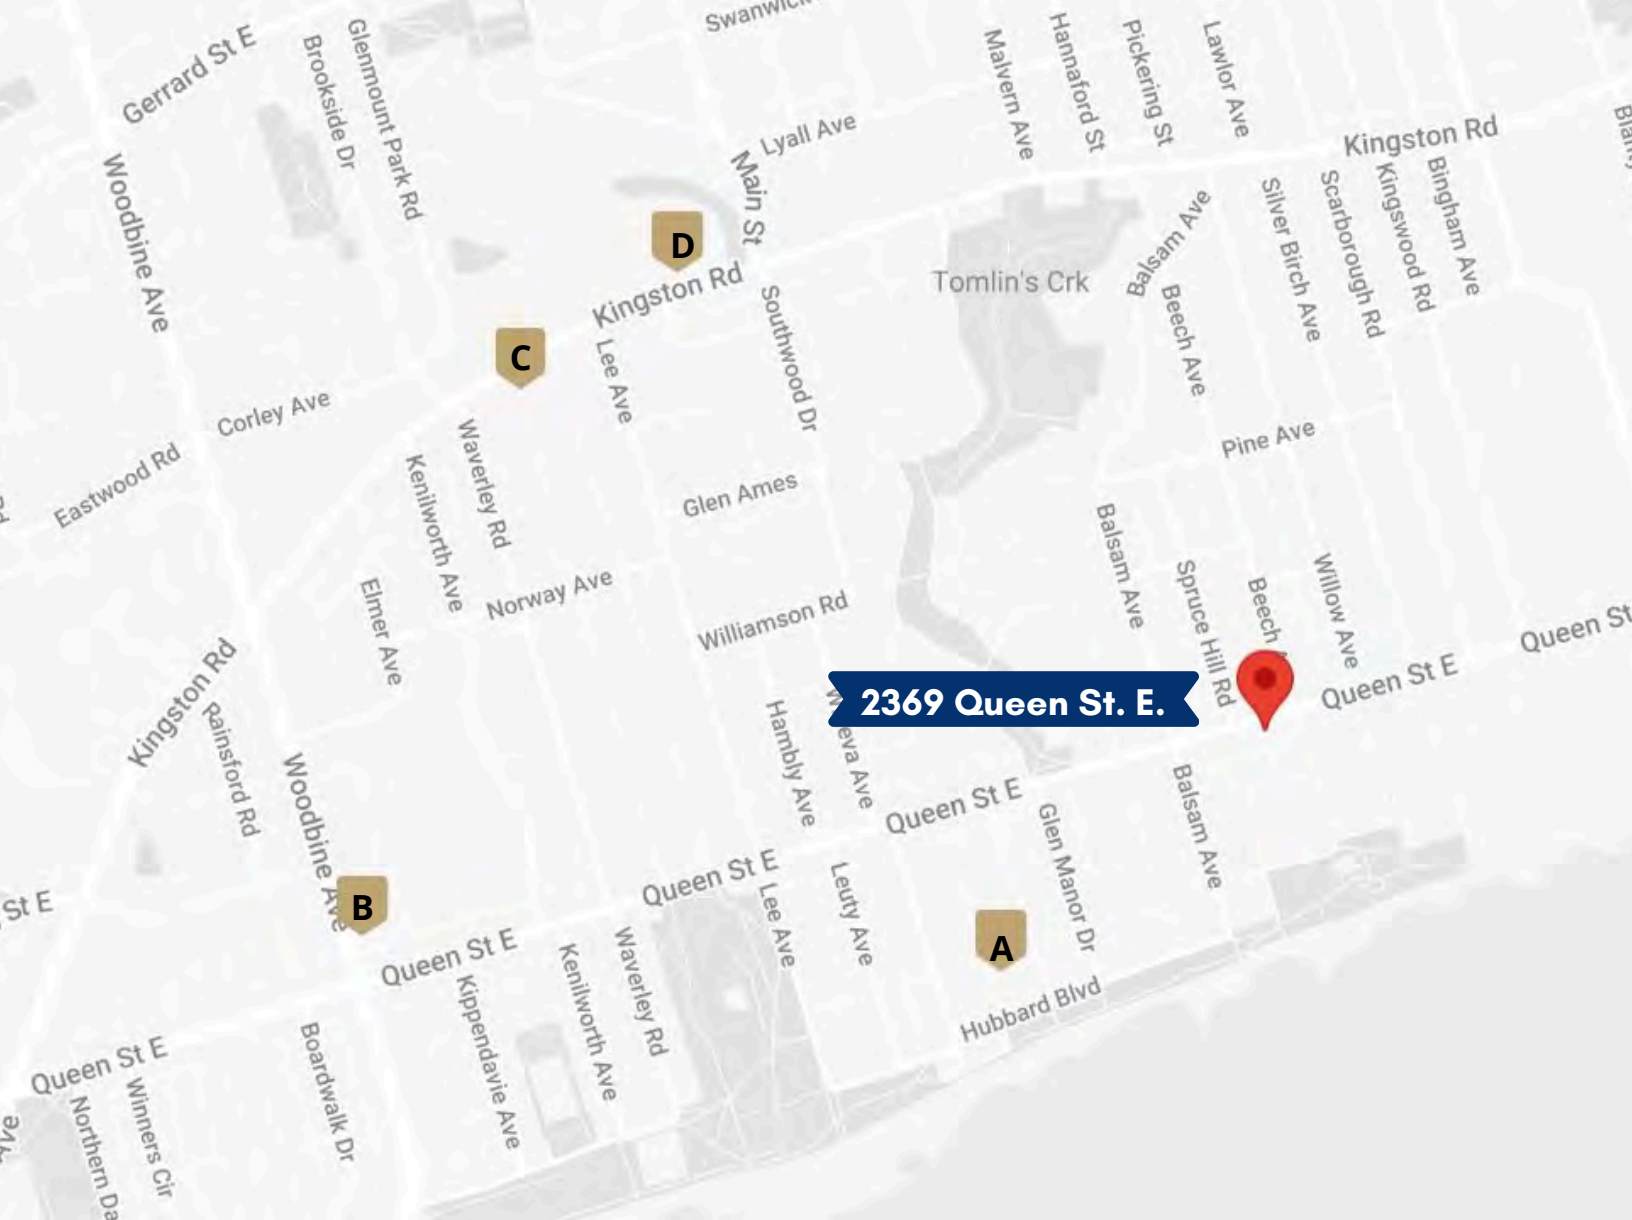 Swanwick
Gerrard St E
Brookside Dr
Glenmount Park Rd
Malvern Ave
Hannaford St
Pickering St
Lawlor Ave
Lyall Ave
Kingston Rd
Main St
Woodbine Ave
D
Kingston Rd
Tomlin's Crk
Balsam Ave
Beech Ave
Silver Birch Ave
Scarborough Rd
Kingswood Rd
Bingham Ave
C
Lee Ave
Southwood Dr
Corley Ave
Eastwood Rd
Waverley Rd
Kenilworth Ave
Glen Ames
Pine Ave
Elmer Ave
Norway Ave
Williamson Rd
Balsam Ave
Spruce Hill Rd
Beech
Willow Ave
Queen St
Queen St E
2369 Queen St. E.
Kingston Rd
Rainsford Rd
Woodbine Ave
Hambly Ave
eva Ave
Queen St E
Glen Manor Dr
Balsam Ave
St E
B
Queen St E
Lee Ave
Leuty Ave
A
Queen St E
Kippendavie Ave
Kenilworth Ave
Waverley Rd
Hubbard Blvd
Queen St E
Boardwalk Dr
Winners Cir
Northern Da